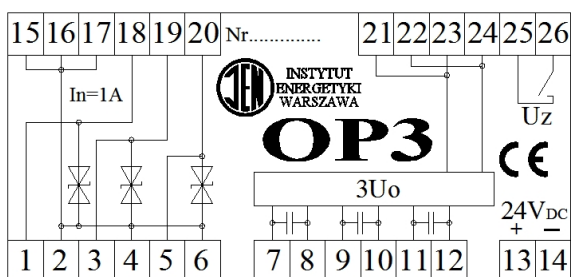 15 16 17 18 19 20 Nr.............. 21 22 23 24 25 26
In=1A
JEN
INSTYTUT
ENERGETYKI
WARSZAWA
Uz
OP3
CE
3Uo
24VDC
+ −
1 2 3 4 5 6 7 8 9 10 11 12 13 14